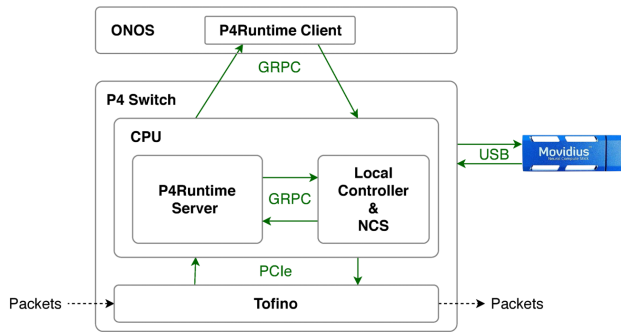 ONOS
P4Runtime Client
GRPC
P4 Switch
CPU
P4Runtime
Server
GRPC
Local
Controller
&
NCS
USB
Movidius
PCIe
Packets
Tofino
Packets